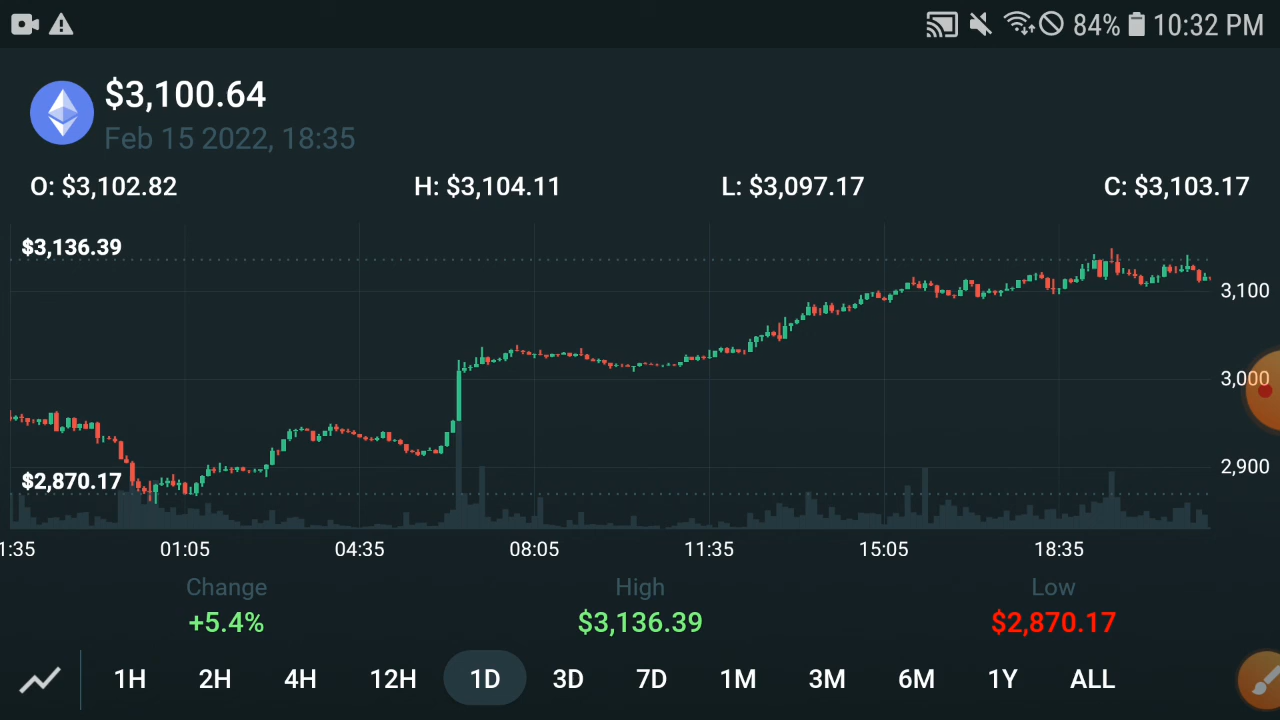 84% 10:32 PM
$3,100.64
Feb 15 2022, 18:35
O: $3,102.82 H: $3,104.11 L: $3,097.17 C: $3,103.17
$3,136.39
3,100
3,000
2,900
$2,870.17
1:35 01:05 04:35 08:05 11:35 15:05 18:35
Change High Low
+5.4% $3,136.39 $2,870.17
1H 2H 4H 12H 1D 3D 7D 1M 3M 6M 1Y ALL